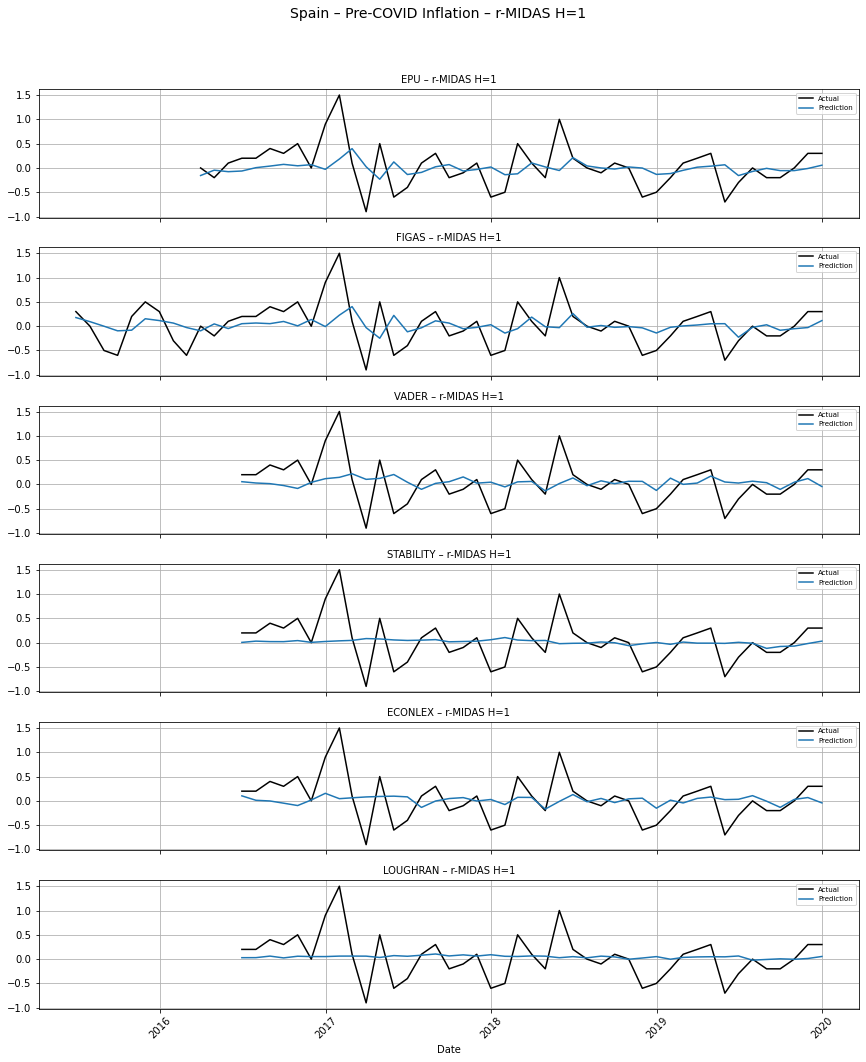 Spain – Pre-COVID Inflation – r-MIDAS H=1
EPU – r-MIDAS H=1
1.5
1.0
0.5
0.0
−0.5
−1.0
Actual
Prediction
FIGAS – r-MIDAS H=1
1.5
1.0
0.5
0.0
−0.5
−1.0
Actual
Prediction
VADER – r-MIDAS H=1
1.5
1.0
0.5
0.0
−0.5
−1.0
Actual
Prediction
STABILITY – r-MIDAS H=1
1.5
1.0
0.5
0.0
−0.5
−1.0
Actual
Prediction
ECONLEX – r-MIDAS H=1
1.5
1.0
0.5
0.0
−0.5
−1.0
Actual
Prediction
LOUGHRAN – r-MIDAS H=1
1.5
1.0
0.5
0.0
−0.5
−1.0
Actual
Prediction
2016
2017
2018
2019
2020
Date